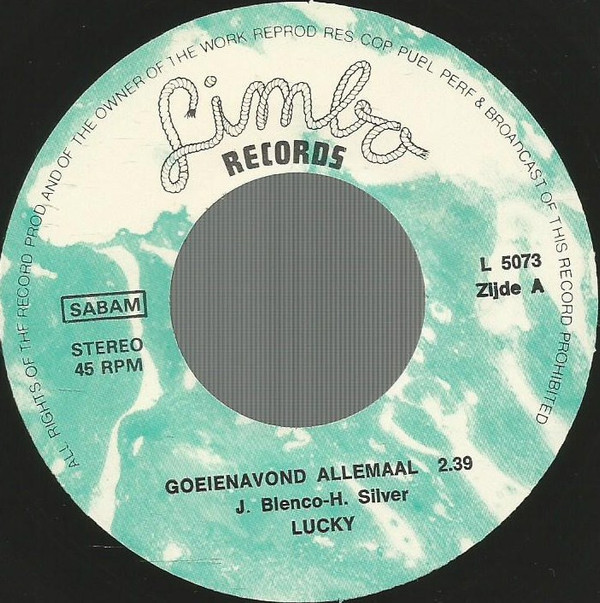 ALL RIGHTS OF THE RECORD PROD AND OF THE OWNER OF THE WORK REPROD RES COP PUBL PERF & BROADCAST OF THIS RECORD PROHIBITED
Limbo
RECORDS
L 5073
Zijde A
SABAM
STEREO
45 RPM
GOEIENAVOND ALLEMAAL 2.39
J. Blenco-H. Silver
LUCKY